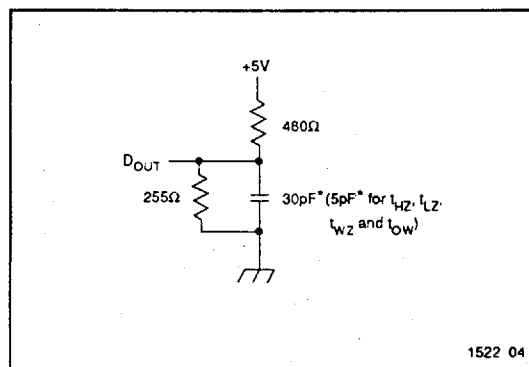 +5V
480Ω
DOUT
255Ω
30pF* (5pF* for tHZ, tLZ,
tWZ and tOW)
1522 04